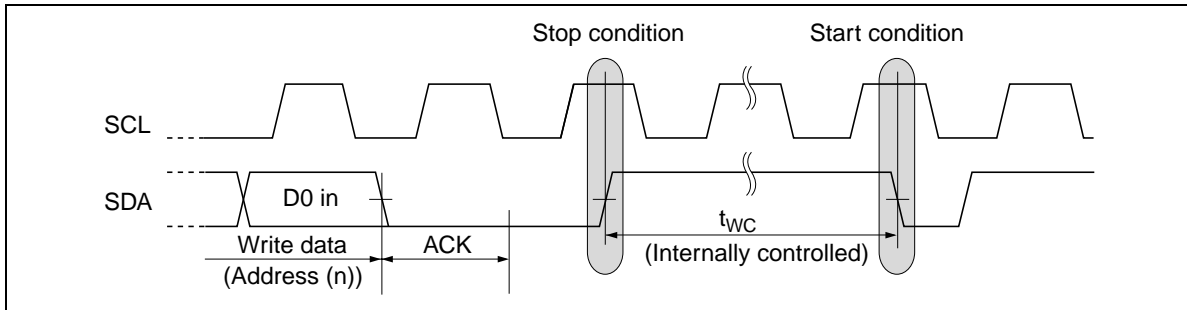 Stop condition
Start condition
SCL
SDA
D0 in
Write data
(Address (n))
ACK
tWC
(Internally controlled)